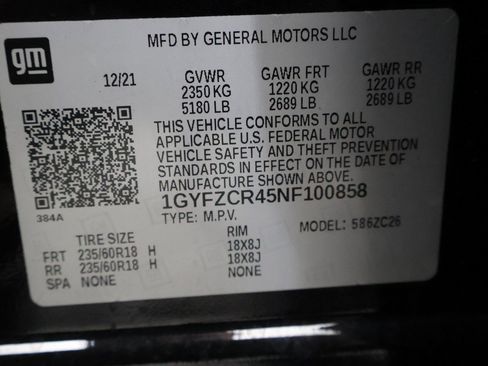 gm
MFD BY GENERAL MOTORS LLC
12/21 GVWR GAWR FRT GAWR RR
2350 KG 1220 KG 1220 KG
5180 LB 2689 LB 2689 LB
THIS VEHICLE CONFORMS TO ALL
APPLICABLE U.S. FEDERAL MOTOR
VEHICLE SAFETY AND THEFT PREVENTION
STANDARDS IN EFFECT ON THE DATE OF
MANUFACTURE SHOWN ABOVE.
384A
1GYFZCR45NF100858
TYPE: M.P.V. MODEL: 586ZC26
TIRE SIZE RIM
FRT 235/60R18 H 18X8J
RR 235/60R18 H 18X8J
SPA NONE NONE